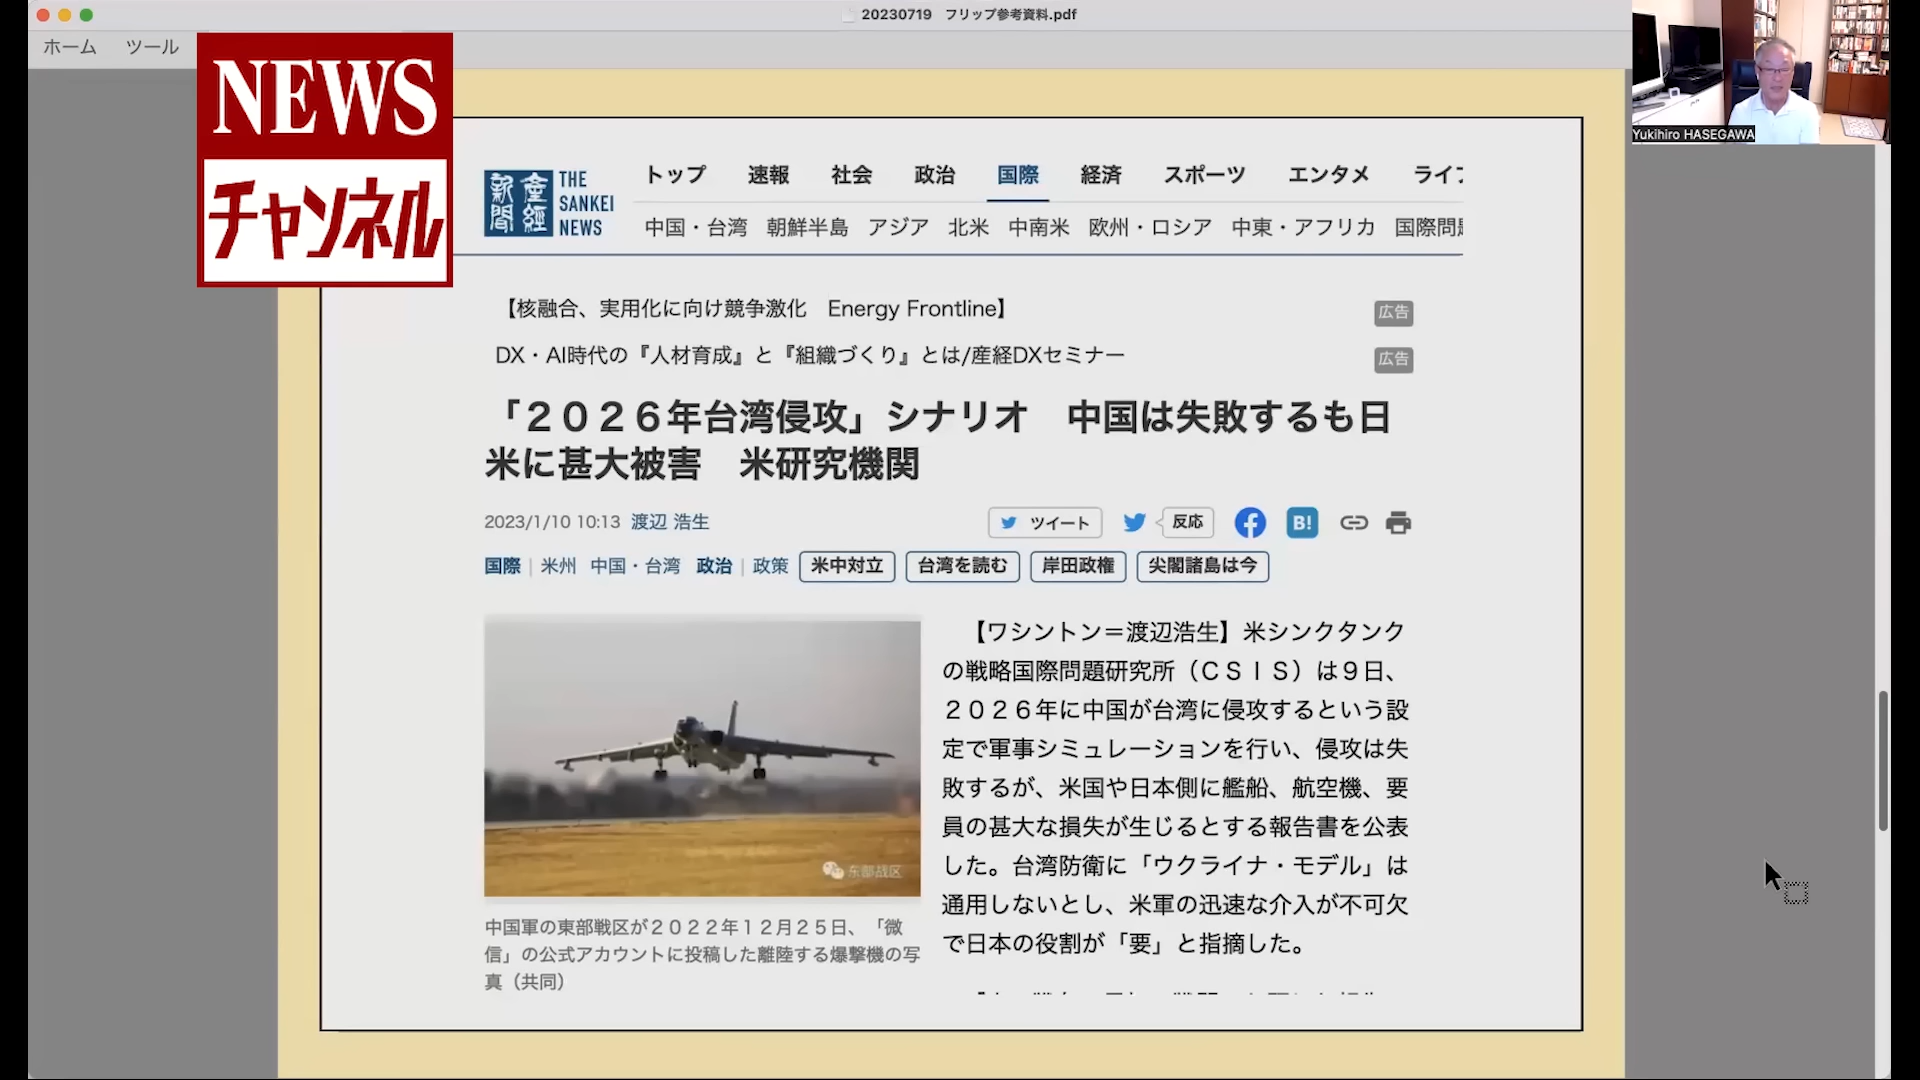 20230719 フリップ参考資料.pdf
ホーム ツール
NEWS
チャンネル
Yukihiro HASEGAWA
産經新聞
THE SANKEI NEWS
トップ 速報 社会 政治 国際 経済 スポーツ エンタメ ライフ
中国・台湾 朝鮮半島 アジア 北米 中南米 欧州・ロシア 中東・アフリカ 国際問題
【核融合、実用化に向け競争激化 Energy Frontline】 広告
DX・AI時代の『人材育成』と『組織づくり』とは/産経DXセミナー 広告
「２０２６年台湾侵攻」シナリオ 中国は失敗するも日
米に甚大被害 米研究機関
2023/1/10 10:13 渡辺 浩生
ツイート 反応 B!
国際 | 米州 中国・台湾 政治 | 政策 米中対立 台湾を読む 岸田政権 尖閣諸島は今
东部战区
中国軍の東部戦区が２０２２年１２月２５日、「微
信」の公式アカウントに投稿した離陸する爆撃機の写
真（共同）
【ワシントン＝渡辺浩生】米シンクタンク
の戦略国際問題研究所（ＣＳＩＳ）は９日、
２０２６年に中国が台湾に侵攻するという設
定で軍事シミュレーションを行い、侵攻は失
敗するが、米国や日本側に艦船、航空機、要
員の甚大な損失が生じるとする報告書を公表
した。台湾防衛に「ウクライナ・モデル」は
通用しないとし、米軍の迅速な介入が不可欠
で日本の役割が「要」と指摘した。